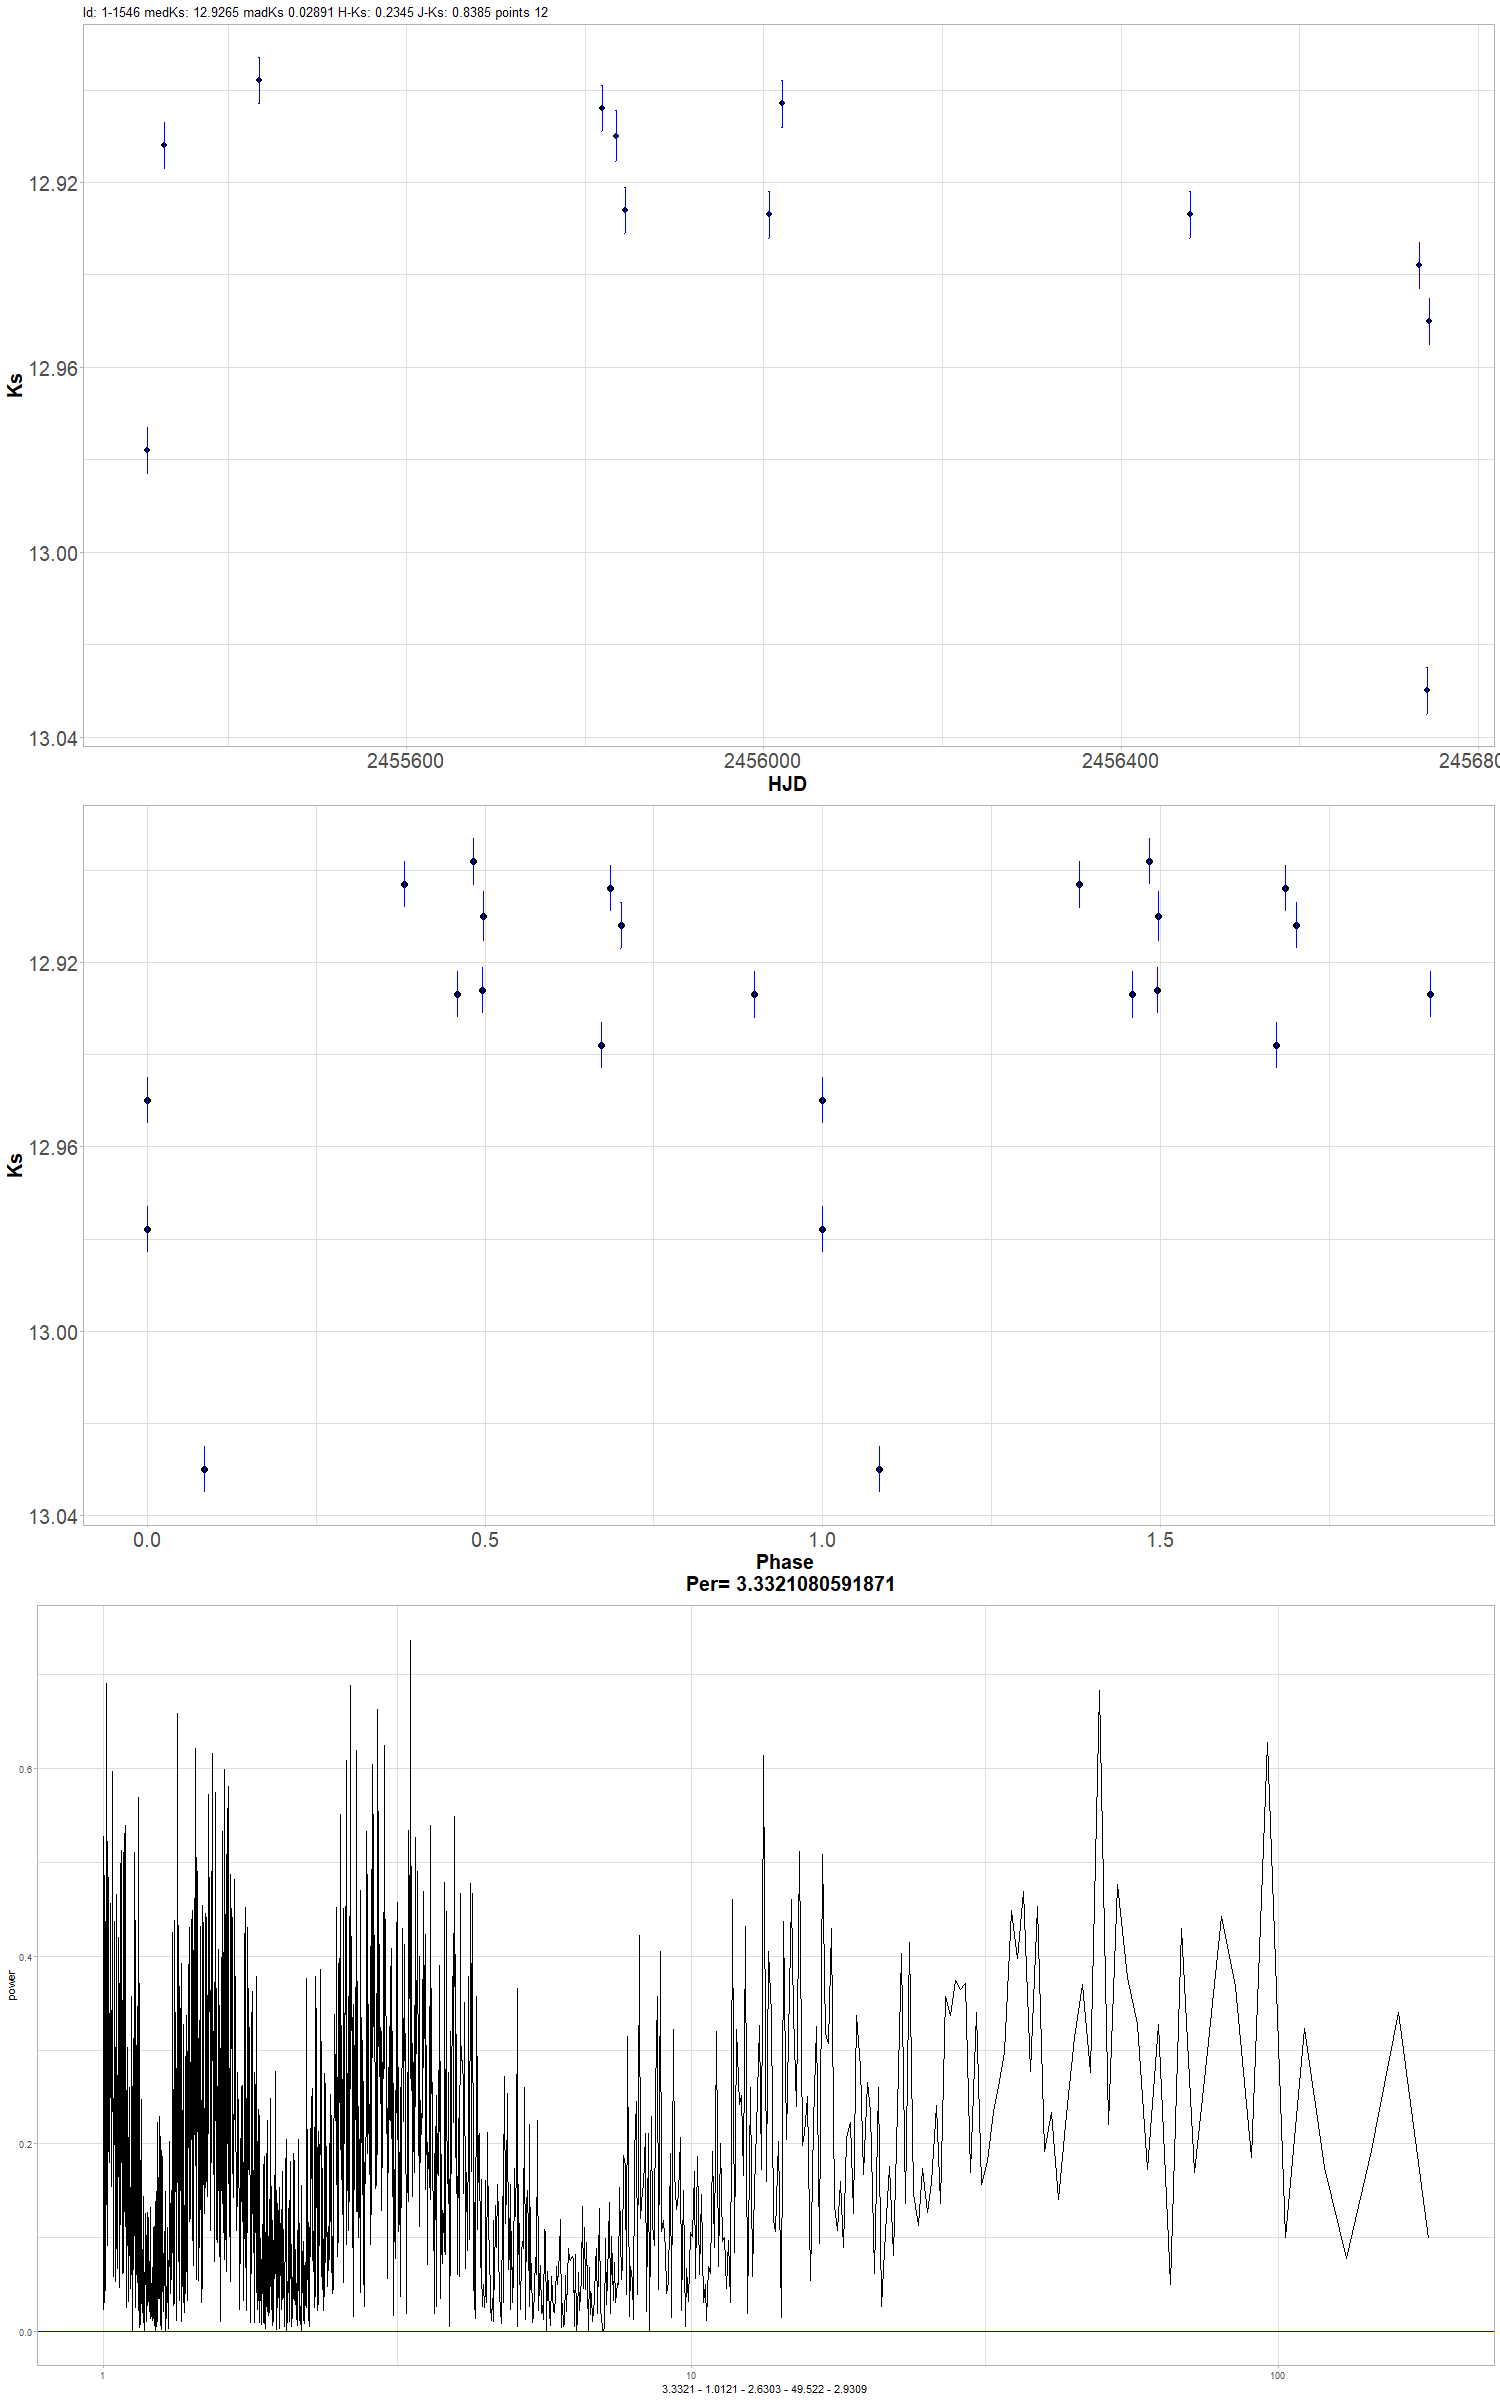 Id: 1-1546 medKs: 12.9265 madKs 0.02891 H-Ks: 0.2345 J-Ks: 0.8385 points 12
12.92
12.96
13.00
13.04
Ks
2455600
2456000
2456400
245680
HJD
12.92
12.96
13.00
13.04
Ks
0.0
0.5
1.0
1.5
Phase
Per= 3.3321080591871
0.6
0.4
0.2
0.0
power
1
10
100
3.3321 - 1.0121 - 2.6303 - 49.522 - 2.9309